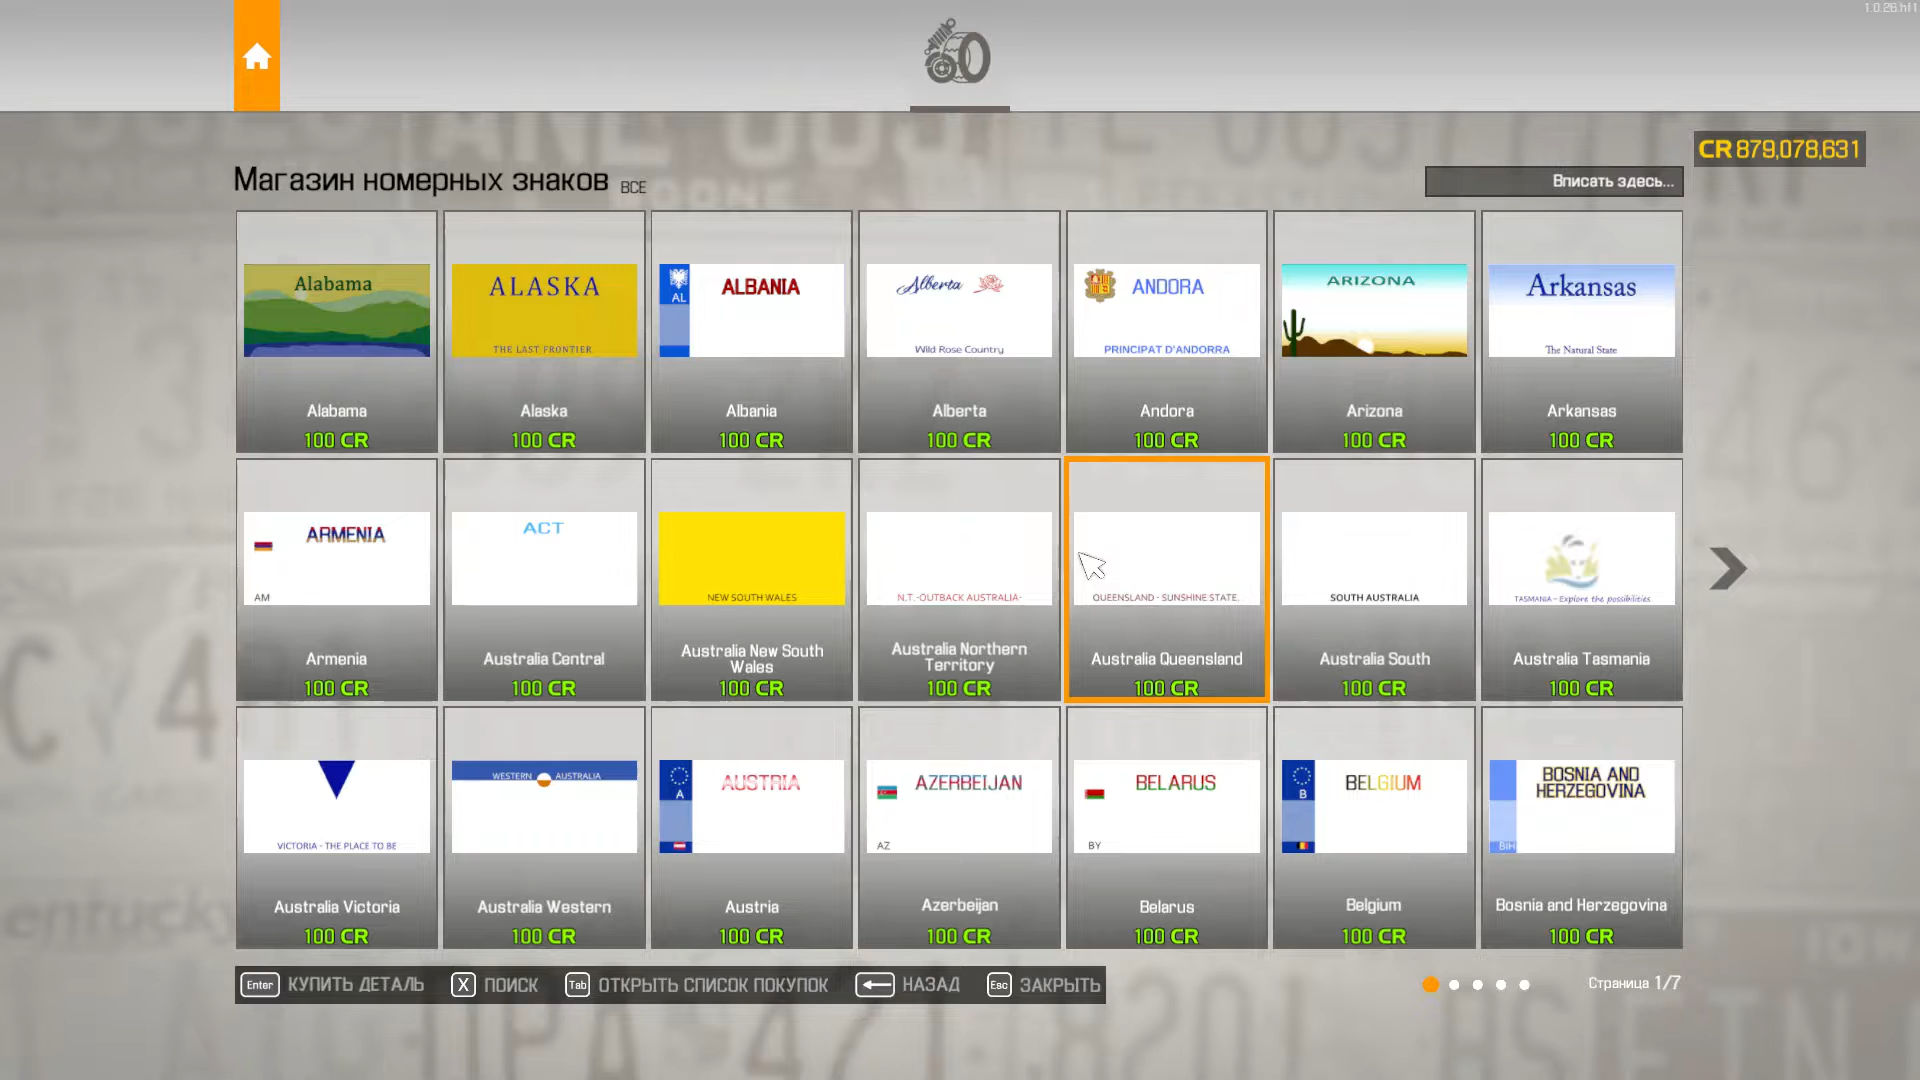 1.0.26.hf1
CR 879,078,631
Магазин номерных знаков ВСЕ
Вписать здесь...
Alabama
ALASKA
THE LAST FRONTIER
AL
ALBANIA
Alberta
Wild Rose Country
ANDORA
PRINCIPAT D'ANDORRA
ARIZONA
Arkansas
The Natural State
Alabama
100 CR
Alaska
100 CR
Albania
100 CR
Alberta
100 CR
Andora
100 CR
Arizona
100 CR
Arkansas
100 CR
ARMENIA
AM
ACT
NEW SOUTH WALES
N.T.-OUTBACK AUSTRALIA-
QUEENSLAND - SUNSHINE STATE.
SOUTH AUSTRALIA
TASMANIA - Explore the possibilities
Armenia
100 CR
Australia Central
100 CR
Australia New South
Wales
100 CR
Australia Northern
Territory
100 CR
Australia Queensland
100 CR
Australia South
100 CR
Australia Tasmania
100 CR
VICTORIA - THE PLACE TO BE
WESTERN AUSTRALIA
A
AUSTRIA
AZERBEIJAN
AZ
BELARUS
BY
B
BELGIUM
BOSNIA AND
HERZEGOVINA
BIH
Australia Victoria
100 CR
Australia Western
100 CR
Austria
100 CR
Azerbeijan
100 CR
Belarus
100 CR
Belgium
100 CR
Bosnia and Herzegovina
100 CR
Enter КУПИТЬ ДЕТАЛЬ X ПОИСК Tab ОТКРЫТЬ СПИСОК ПОКУПОК НАЗАД Esc ЗАКРЫТЬ
Страница 1/7